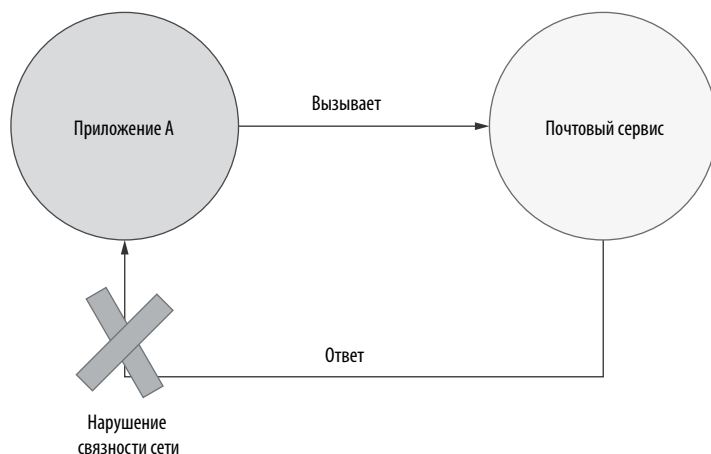 Вызывает
Приложение А
Почтовый сервис
Ответ
Нарушение
связности сети